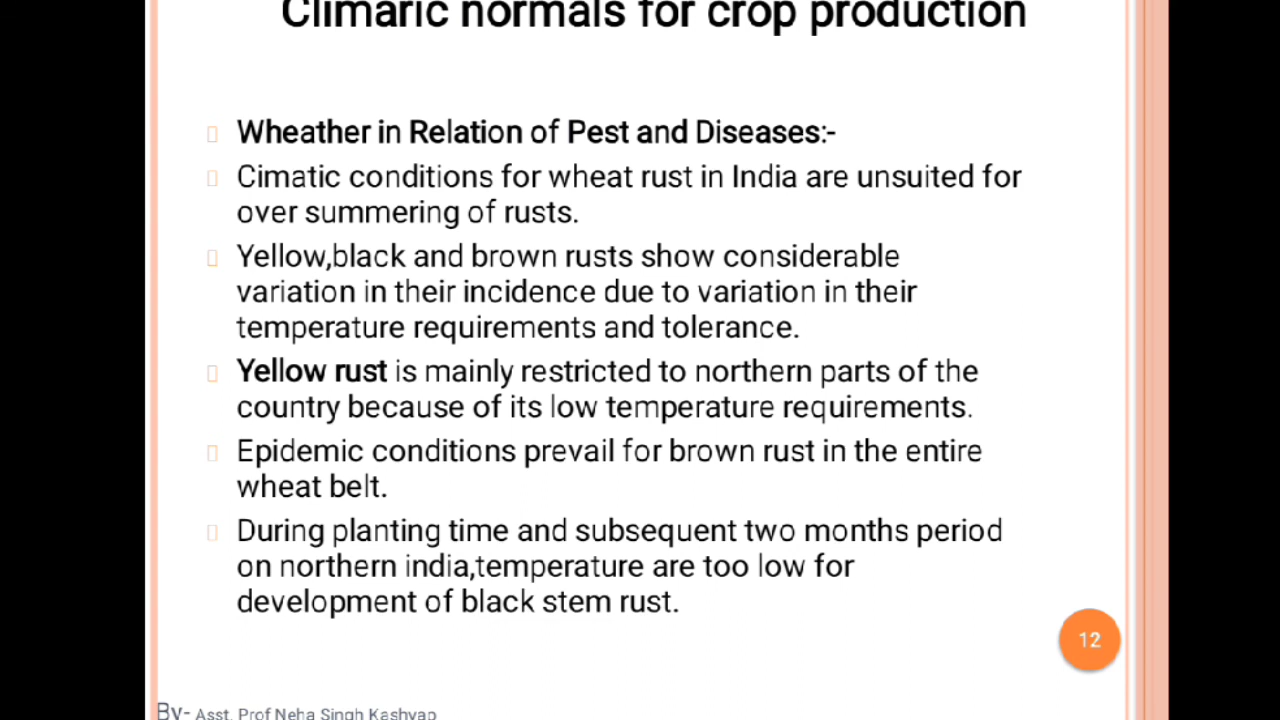 Climaric normals for crop production
Wheather in Relation of Pest and Diseases:-
Cimatic conditions for wheat rust in India are unsuited for
over summering of rusts.
Yellow,black and brown rusts show considerable
variation in their incidence due to variation in their
temperature requirements and tolerance.
Yellow rust is mainly restricted to northern parts of the
country because of its low temperature requirements.
Epidemic conditions prevail for brown rust in the entire
wheat belt.
During planting time and subsequent two months period
on northern india,temperature are too low for
development of black stem rust.
12
By- Asst. Prof Neha Singh Kashyap